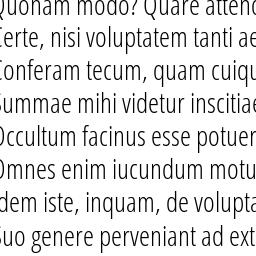 Quonam modo? Quare attend
Certe, nisi voluptatem tanti ae
Conferam tecum, quam cuiqu
Summae mihi videtur inscitiae
Occultum facinus esse potuer
Omnes enim iucundum motu
Idem iste, inquam, de volupta
Suo genere perveniant ad ext